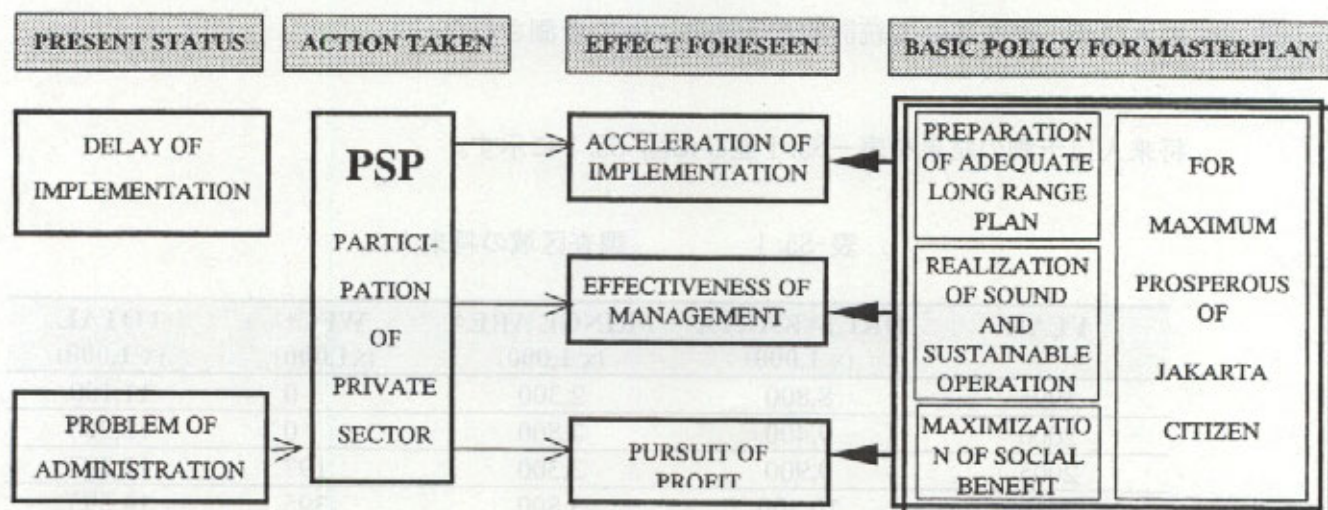 PRESENT STATUS
ACTION TAKEN
EFFECT FORESEEN
BASIC POLICY FOR MASTERPLAN
DELAY OF
IMPLEMENTATION
PROBLEM OF
ADMINISTRATION
PSP
PARTICI-
PATION
OF
PRIVATE
SECTOR
ACCELERATION OF
IMPLEMENTATION
EFFECTIVENESS OF
MANAGEMENT
PURSUIT OF
PROFIT
PREPARATION
OF ADEQUATE
LONG RANGE
PLAN
REALIZATION
OF SOUND
AND
SUSTAINABLE
OPERATION
MAXIMIZATIO
N OF SOCIAL
BENEFIT
FOR
MAXIMUM
PROSPEROUS OF
JAKARTA
CITIZEN